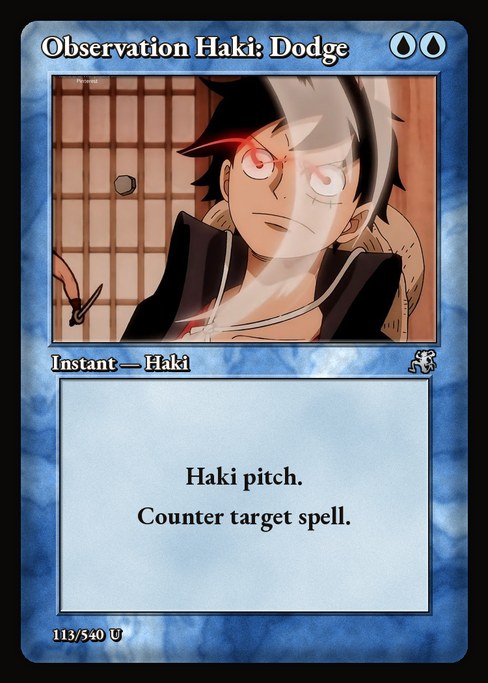 Observation Haki: Dodge
Instant — Haki
Haki pitch.
Counter target spell.
113/540 U